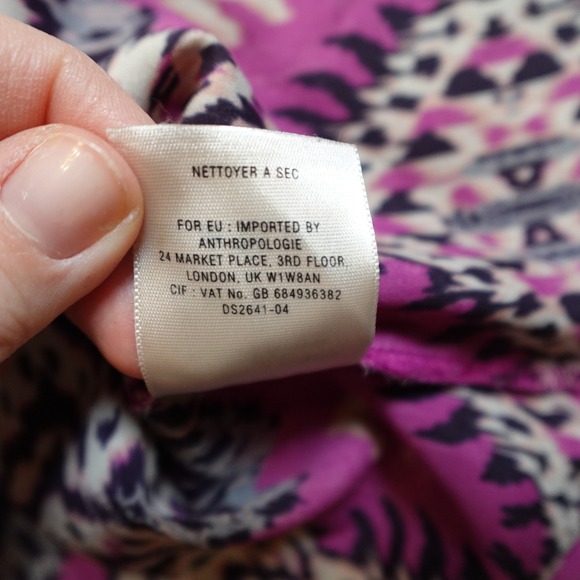 NETTOYER A SEC
FOR EU : IMPORTED BY
ANTHROPOLOGIE
24 MARKET PLACE, 3RD FLOOR,
LONDON, UK W1W8AN
CIF : VAT No. GB 684936382
DS2641-04